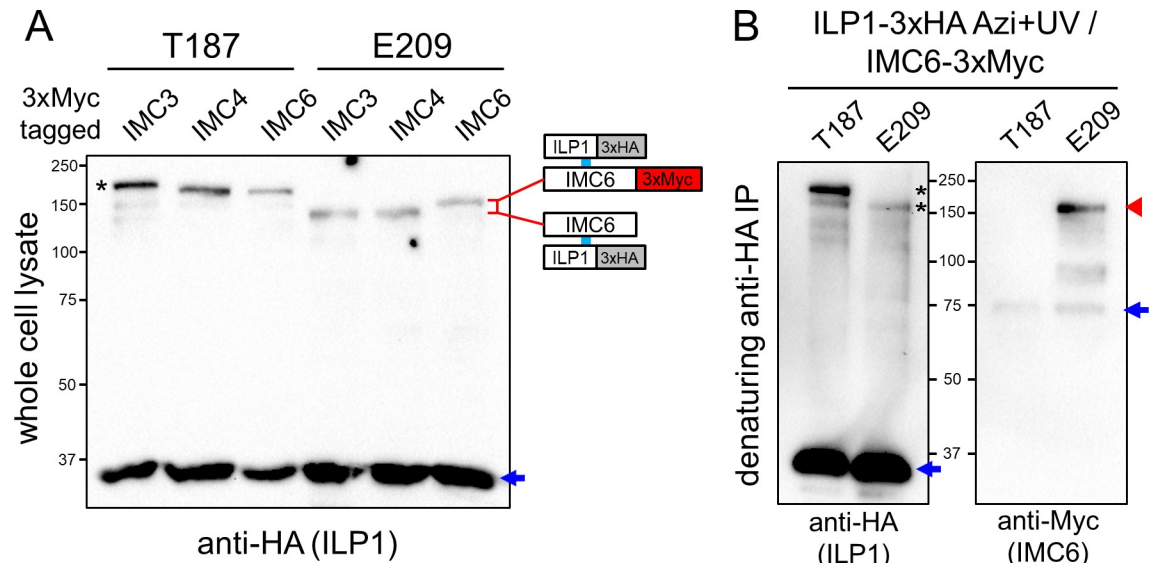 A
T187
E209
3xMyc
tagged
IMC3
IMC4
IMC6
IMC3
IMC4
IMC6
250
150
100
75
50
37
*
whole cell lysate
ILP1 3xHA
IMC6 3xMyc
IMC6
ILP1 3xHA
anti-HA (ILP1)
B
ILP1-3xHA Azi+UV /
IMC6-3xMyc
T187
E209
T187
E209
denaturing anti-HA IP
*
*
250
150
100
75
50
37
anti-HA
(ILP1)
anti-Myc
(IMC6)